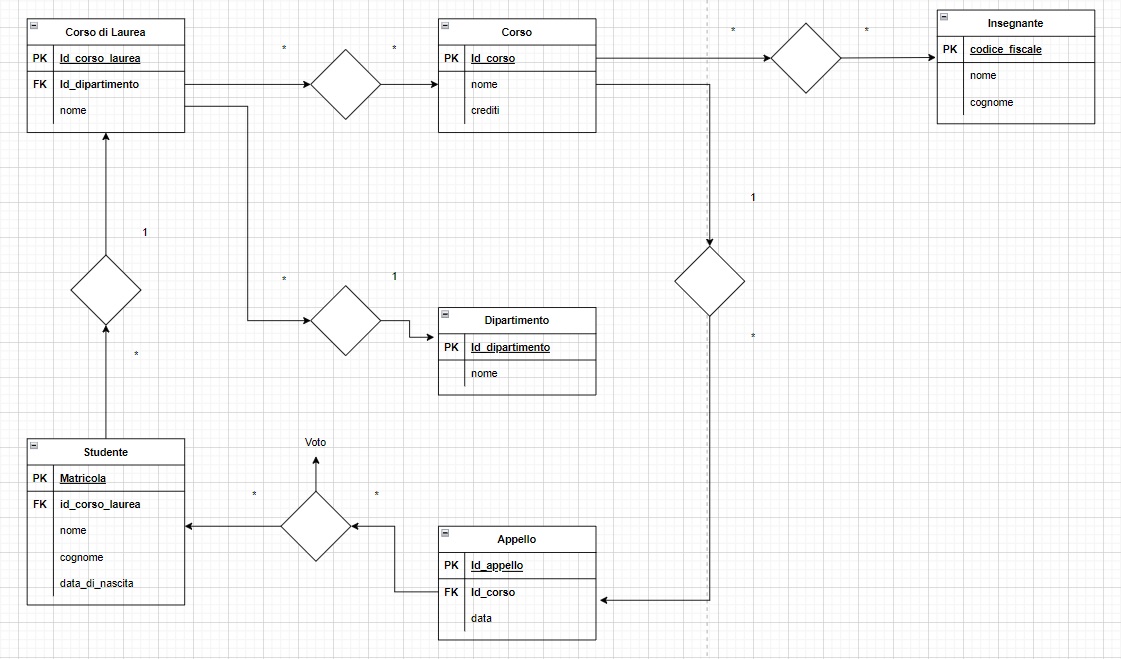 Corso di Laurea
PK Id_corso_laurea
FK Id_dipartimento
nome
*
*
Corso
PK Id_corso
nome
crediti
*
*
Insegnante
PK codice_fiscale
nome
cognome
1
*
1
*
*
1
Dipartimento
PK Id_dipartimento
nome
Studente
PK Matricola
FK id_corso_laurea
nome
cognome
data_di_nascita
Voto
*
*
Appello
PK Id_appello
FK Id_corso
data